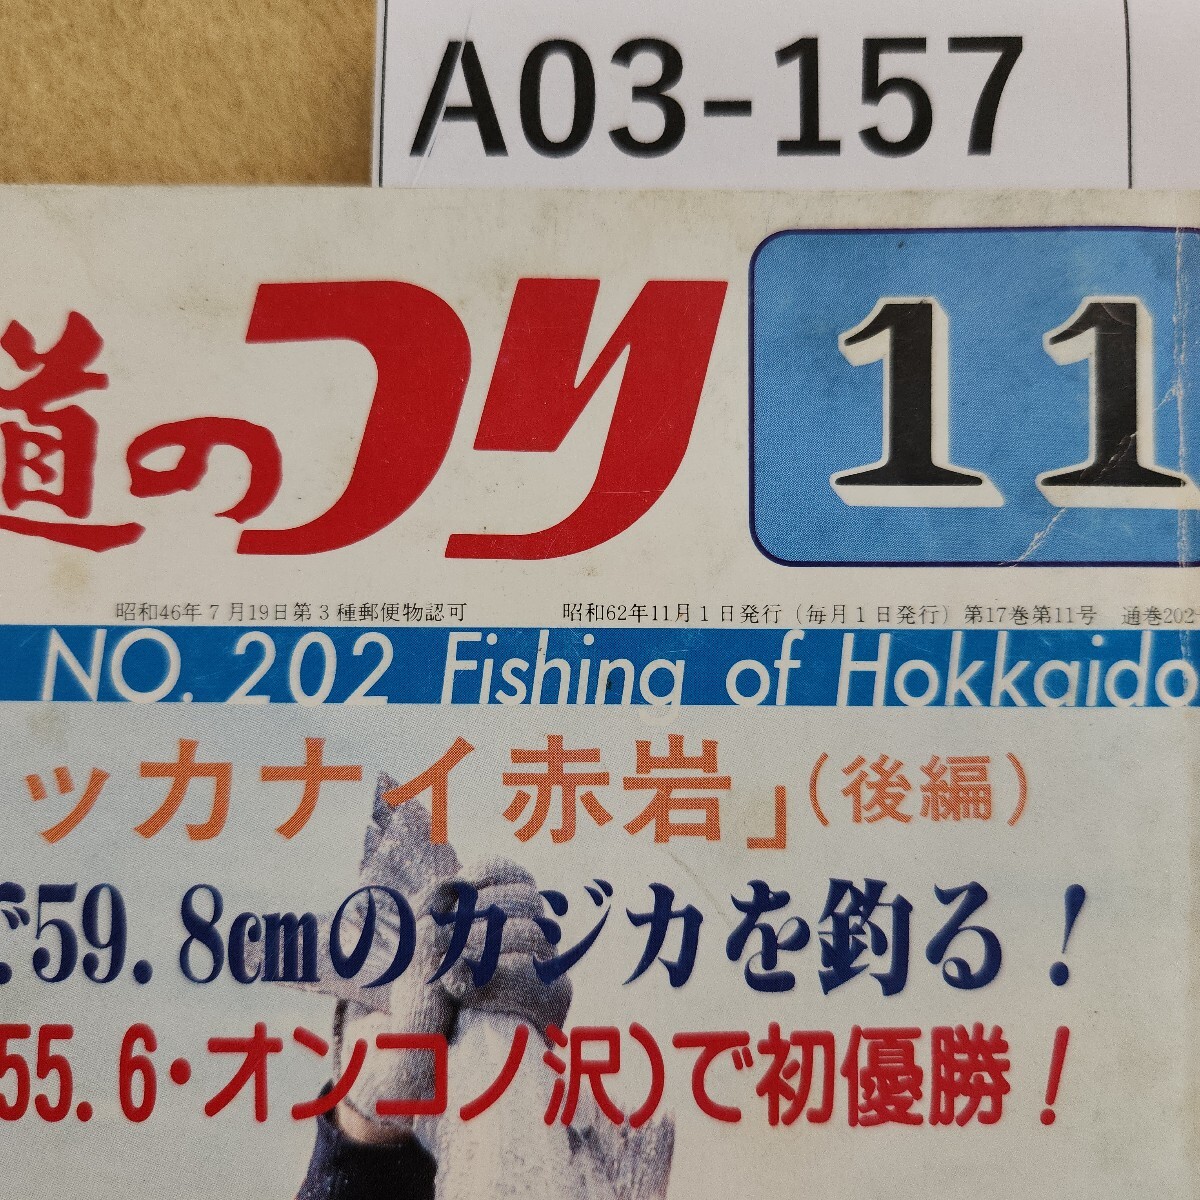 A03-157
道のつり 11
昭和46年7月19日第3種郵便物認可 昭和62年11月1日発行(毎月1日発行)第17巻第11号 通巻202
NO. 202 Fishing of Hokkaido
ッカナイ赤岩」(後編)
で59.8cmのカジカを釣る!
55.6・オンコノ沢)で初優勝!